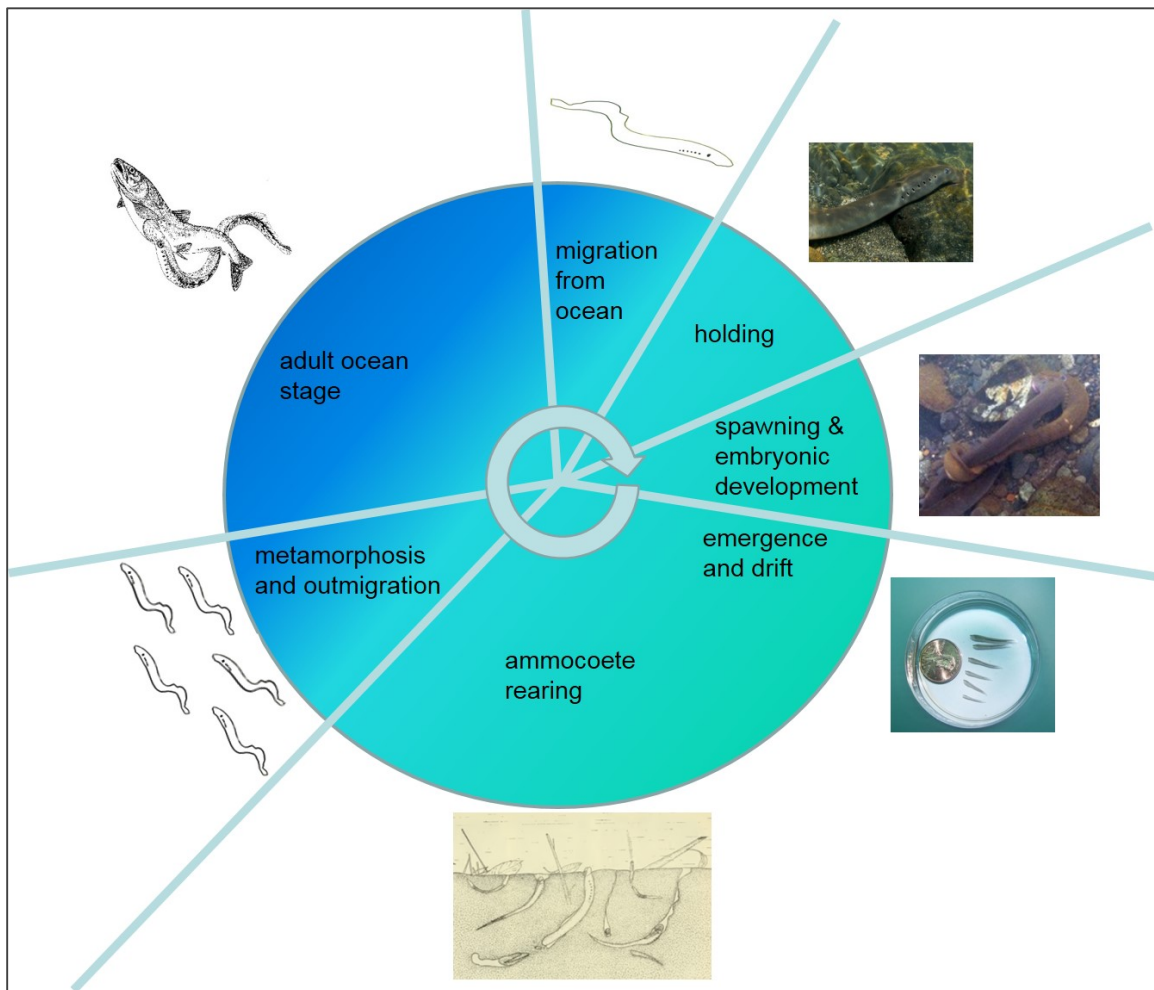 migration
from
ocean
holding
spawning &
embryonic
development
emergence
and drift
ammocoete
rearing
metamorphosis
and outmigration
adult ocean
stage